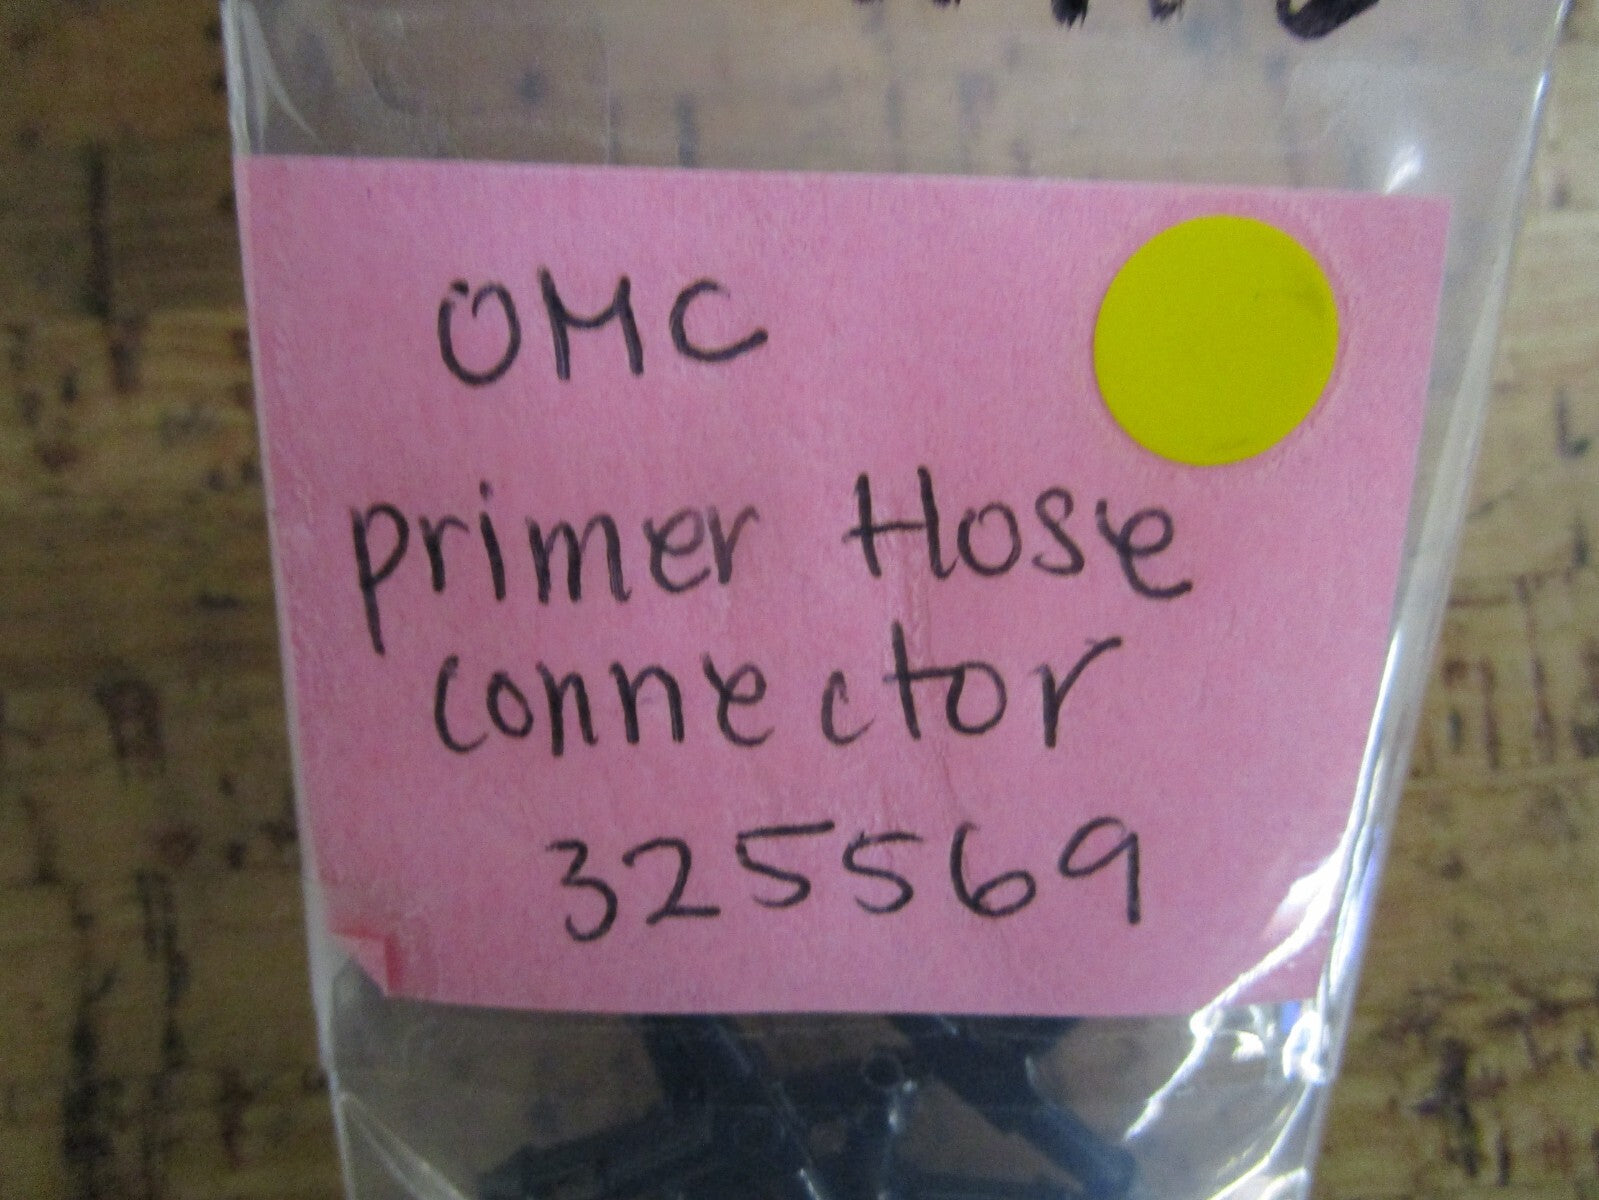 OMC
primer Hose
connector
325569